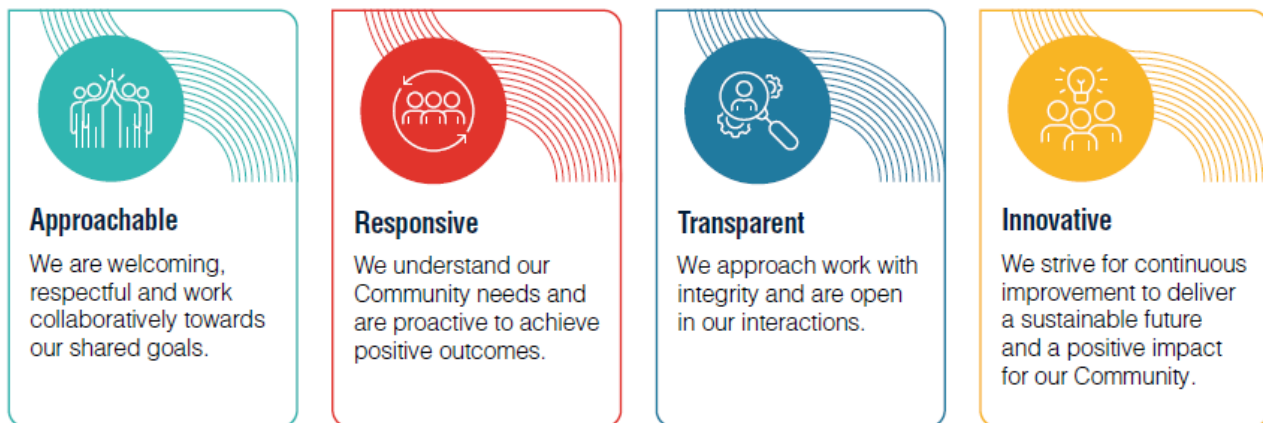 Approachable
We are welcoming,
respectful and work
collaboratively towards
our shared goals.
Responsive
We understand our
Community needs and
are proactive to achieve
positive outcomes.
Transparent
We approach work with
integrity and are open
in our interactions.
Innovative
We strive for continuous
improvement to deliver
a sustainable future
and a positive impact
for our Community.